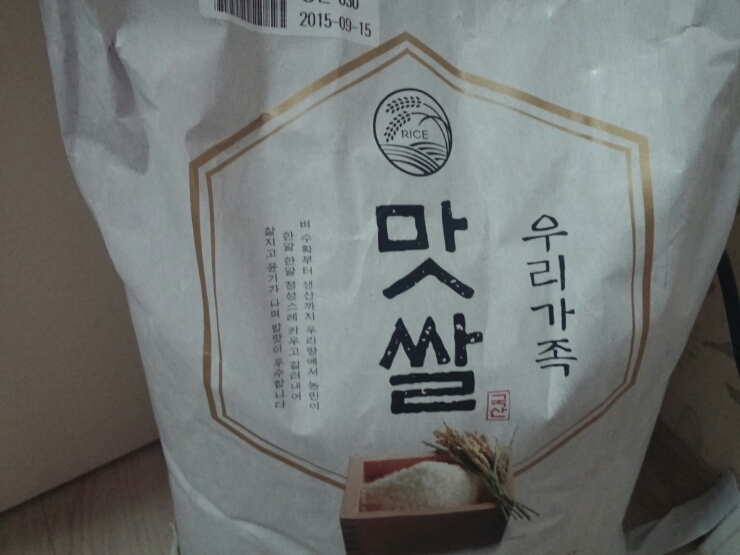 030
2015-09-15
RICE
우리가족
맛쌀
벼 수확부터 생산까지 우리땅에서 농민이
한알 한알 정성스레 키우고 길러내어
찰지고 윤기가 나며 밥맛이 우수합니다